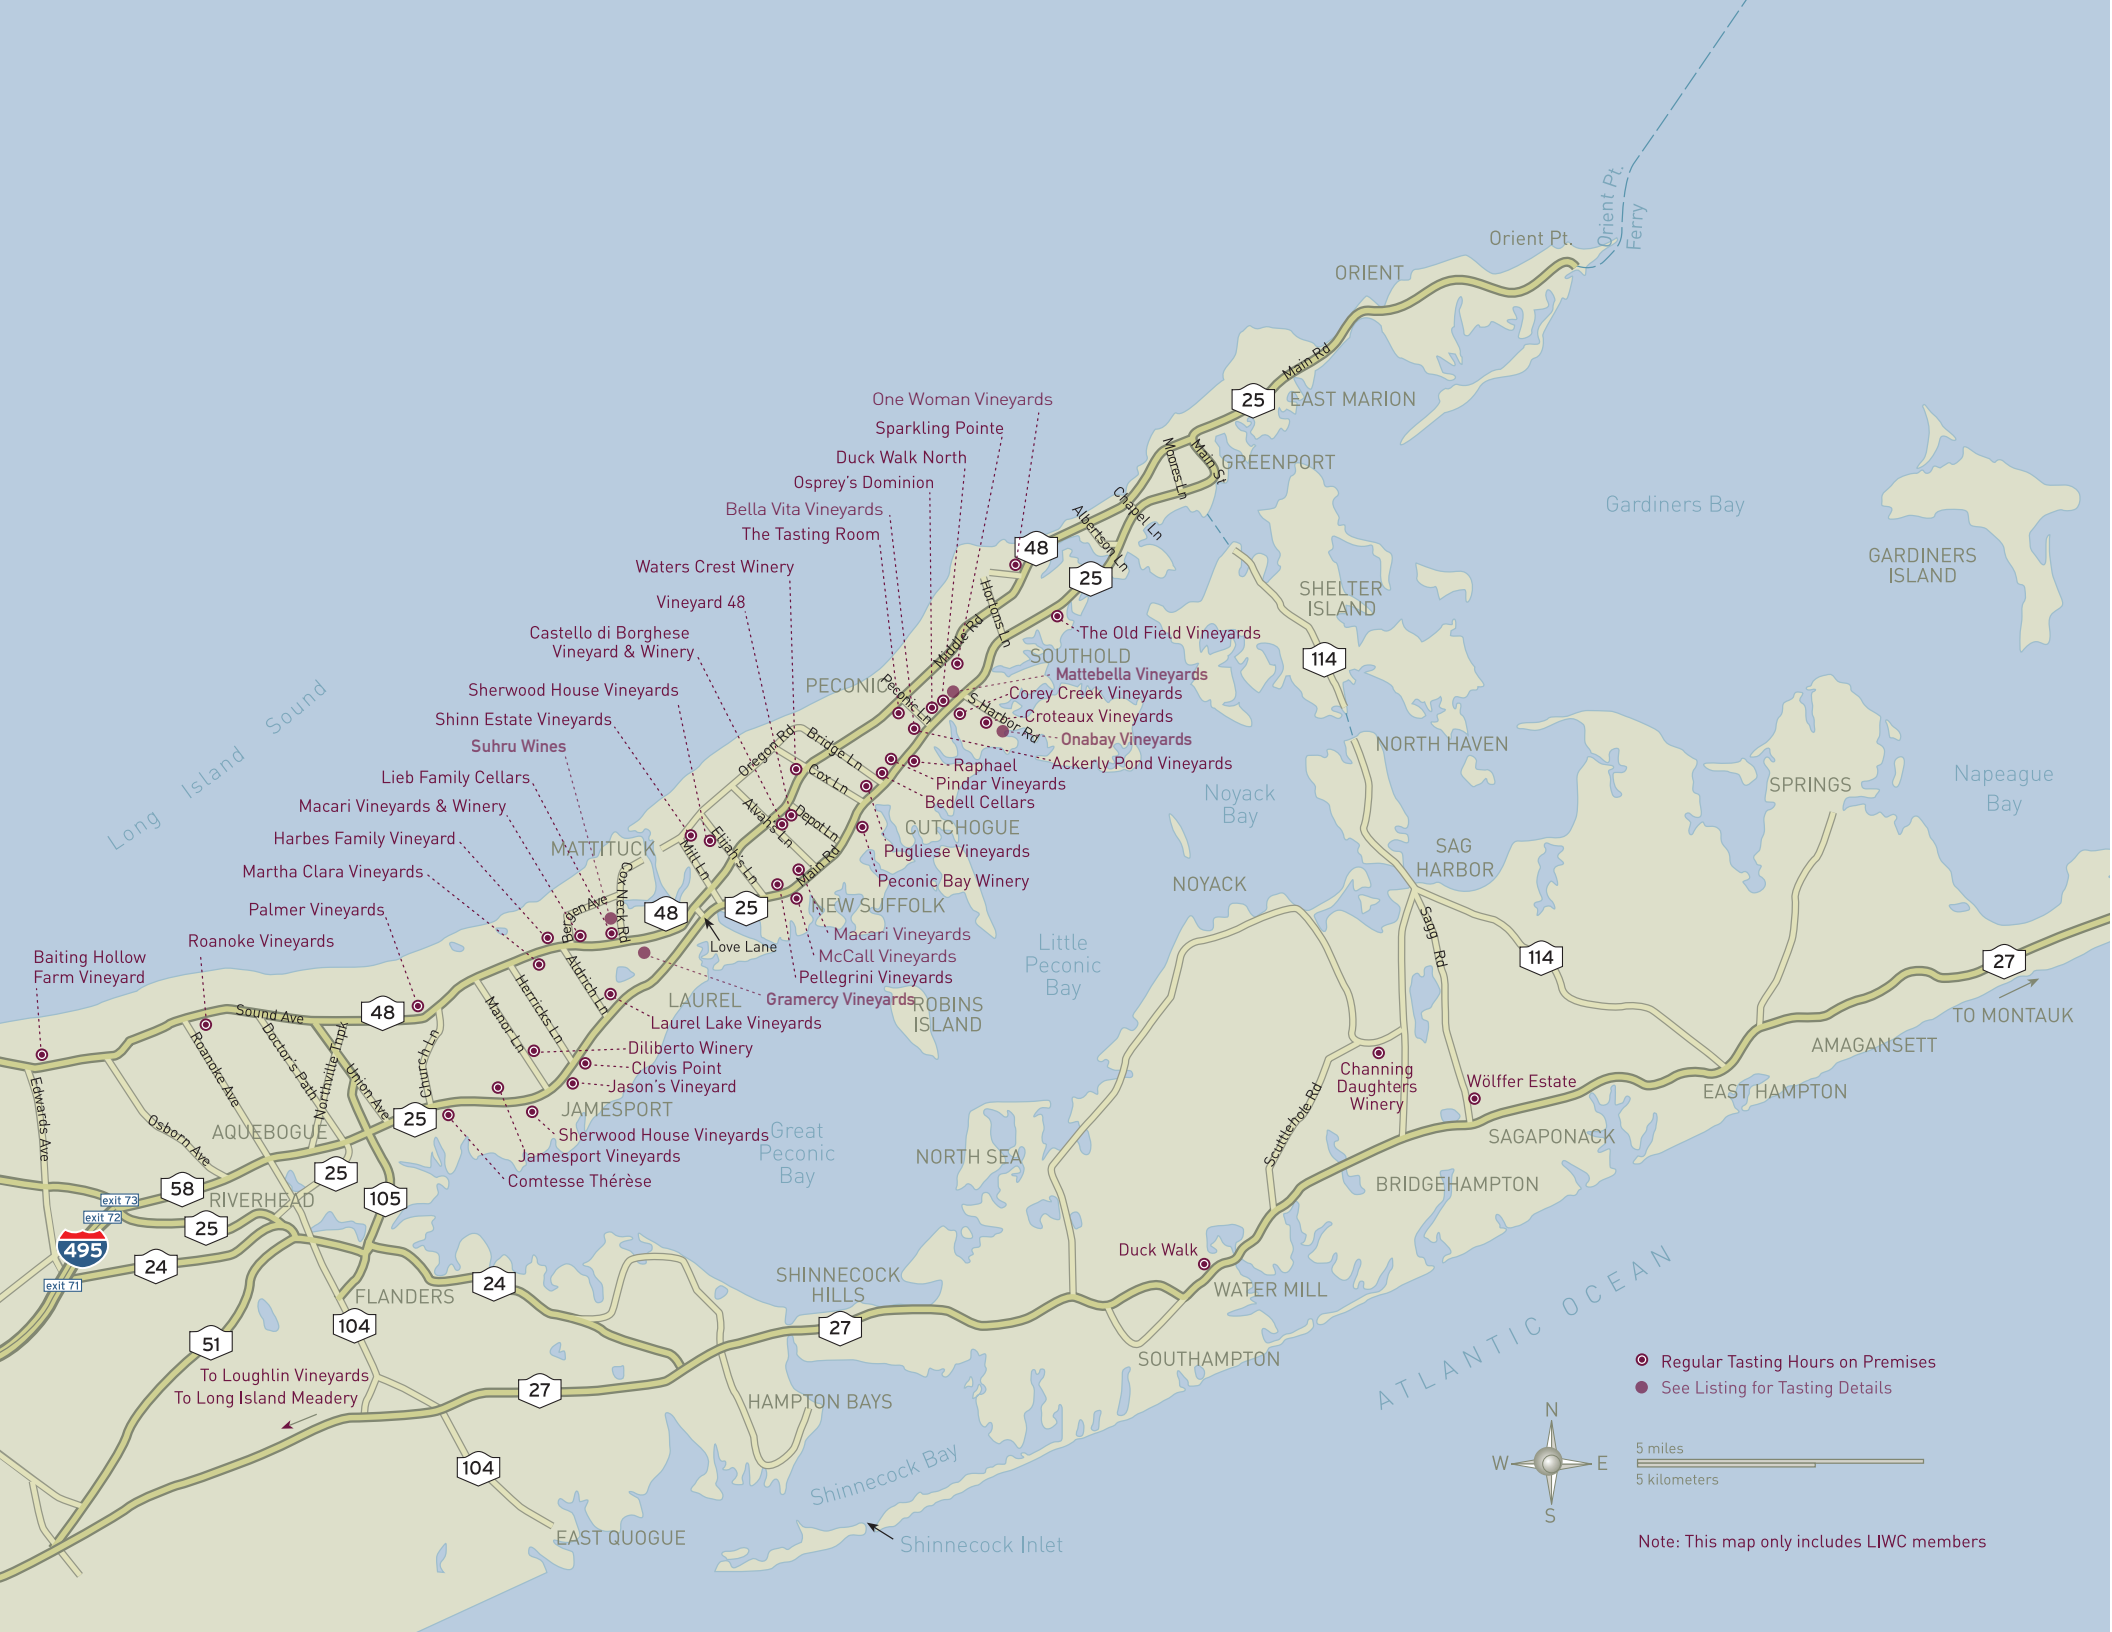 Orient Pt.
Ferry
Orient Pt.
ORIENT
Main Rd
25
EAST MARION
One Woman Vineyards
Sparkling Pointe
Duck Walk North
Osprey's Dominion
Bella Vita Vineyards
The Tasting Room
Waters Crest Winery
Vineyard 48
Castello di Borghese
Vineyard & Winery
Sherwood House Vineyards
Shinn Estate Vineyards
Suhru Wines
Lieb Family Cellars
Macari Vineyards & Winery
Harbes Family Vineyard
Martha Clara Vineyards
Palmer Vineyards
Roanoke Vineyards
Baiting Hollow
Farm Vineyard
Moores Ln
Main St
GREENPORT
Chapel Ln
Albertson Ln
48
25
Gardiners Bay
GARDINERS
ISLAND
SHELTER
ISLAND
114
Hortons Ln
Middle Rd
The Old Field Vineyards
SOUTHOLD
Mattebella Vineyards
Corey Creek Vineyards
Croteaux Vineyards
Onabay Vineyards
Ackerly Pond Vineyards
S. Harbor Rd
PECONIC
Peconic Ln
Long Island Sound
Oregon Rd
Bridge Ln
Cox Ln
Raphael
Pindar Vineyards
Bedell Cellars
CUTCHOGUE
Pugliese Vineyards
Peconic Bay Winery
Alvah's Ln
Depot Ln
Main Rd
Elijah's Ln
Mill Ln
MATTITUCK
Cox Neck Rd
Bergen Ave
48
25
NEW SUFFOLK
Love Lane
Macari Vineyards
McCall Vineyards
Pellegrini Vineyards
Gramercy Vineyards
LAUREL
Laurel Lake Vineyards
ROBINS
ISLAND
Little
Peconic
Bay
Noyack
Bay
NORTH HAVEN
SAG
HARBOR
NOYACK
SPRINGS
Napeague
Bay
Sagg Rd
114
27
TO MONTAUK
AMAGANSETT
EAST HAMPTON
Sound Ave
48
Aldrich Ln
Herricks Ln
Manor Ln
Church Ln
Diliberto Winery
Clovis Point
Jason's Vineyard
JAMESPORT
Sherwood House Vineyards
Jamesport Vineyards
Comtesse Thérèse
Great
Peconic
Bay
Edwards Ave
Roanoke Ave
Doctor's Path
Northville Tnpk
Union Ave
Osborn Ave
25
AQUEBOGUE
25
105
58
RIVERHEAD
exit 73
exit 72
25
495
24
exit 71
24
FLANDERS
104
51
To Loughlin Vineyards
To Long Island Meadery
27
104
EAST QUOGUE
HAMPTON BAYS
SHINNECOCK
HILLS
27
Shinnecock Bay
Shinnecock Inlet
NORTH SEA
Channing
Daughters
Winery
Wölffer Estate
Scuttlehole Rd
SAGAPONACK
BRIDGEHAMPTON
Duck Walk
WATER MILL
SOUTHAMPTON
ATLANTIC OCEAN
Regular Tasting Hours on Premises
See Listing for Tasting Details
N
W
E
S
5 miles
5 kilometers
Note: This map only includes LIWC members